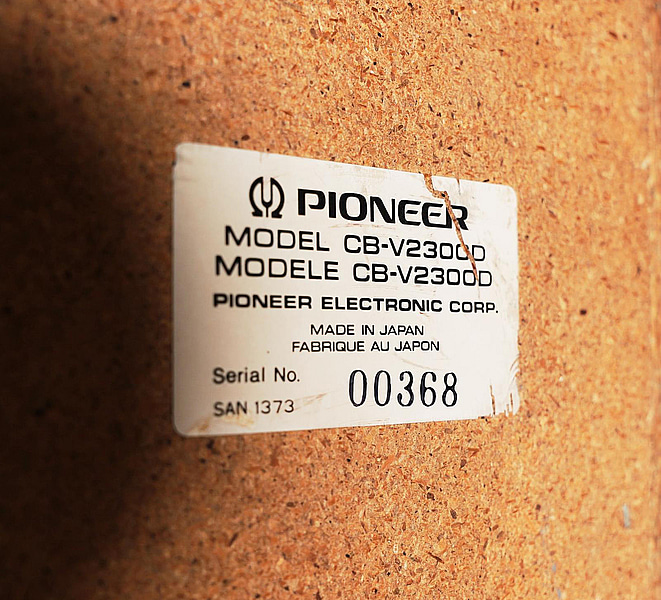 PIONEER
MODEL CB-V2300D
MODELE CB-V2300D
PIONEER ELECTRONIC CORP.
MADE IN JAPAN
FABRIQUE AU JAPON
Serial No. 00368
SAN 1373